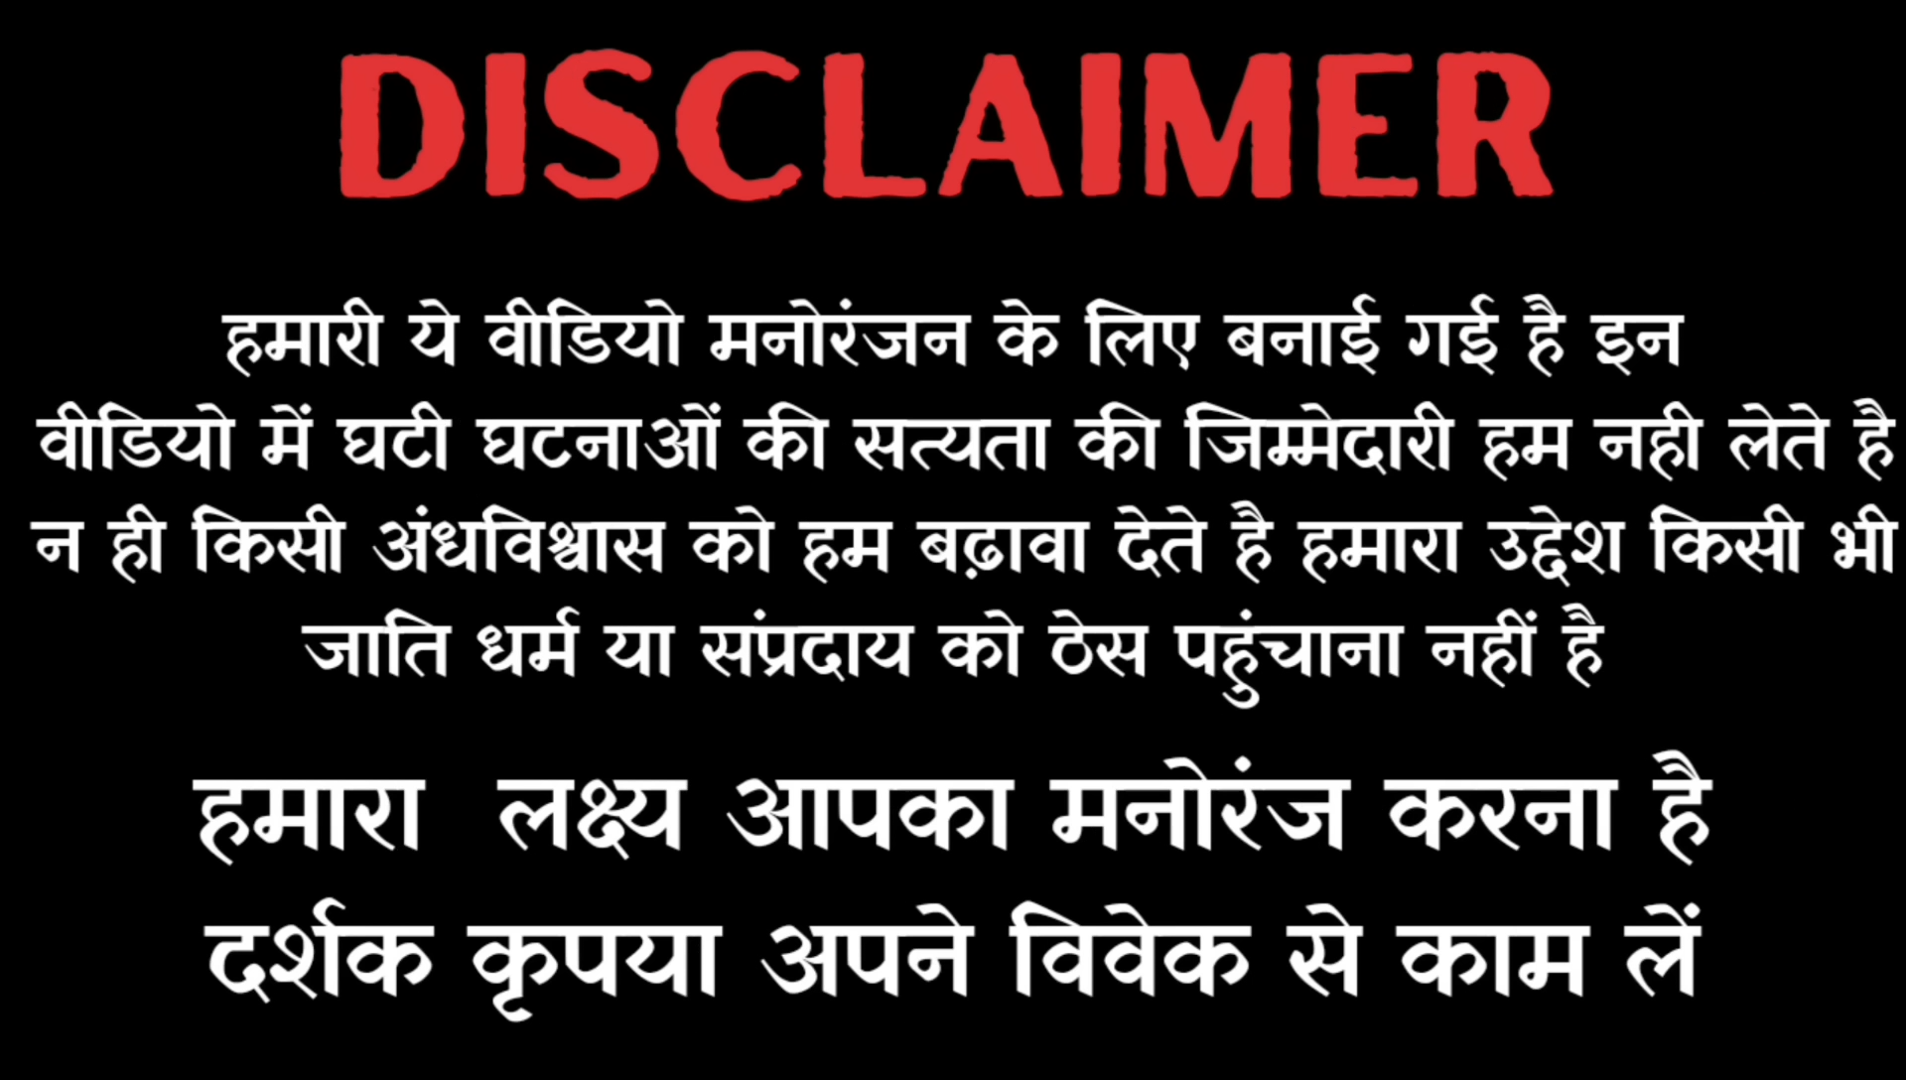 DISCLAIMER
हमारी ये वीडियो मनोरंजन के लिए बनाई गई है इन
वीडियो में घटी घटनाओं की सत्यता की जिम्मेदारी हम नही लेते है
न ही किसी अंधविश्वास को हम बढ़ावा देते है हमारा उद्देश किसी भी
जाति धर्म या संप्रदाय को ठेस पहुंचाना नहीं है
हमारा लक्ष्य आपका मनोरंज करना है
दर्शक कृपया अपने विवेक से काम लें